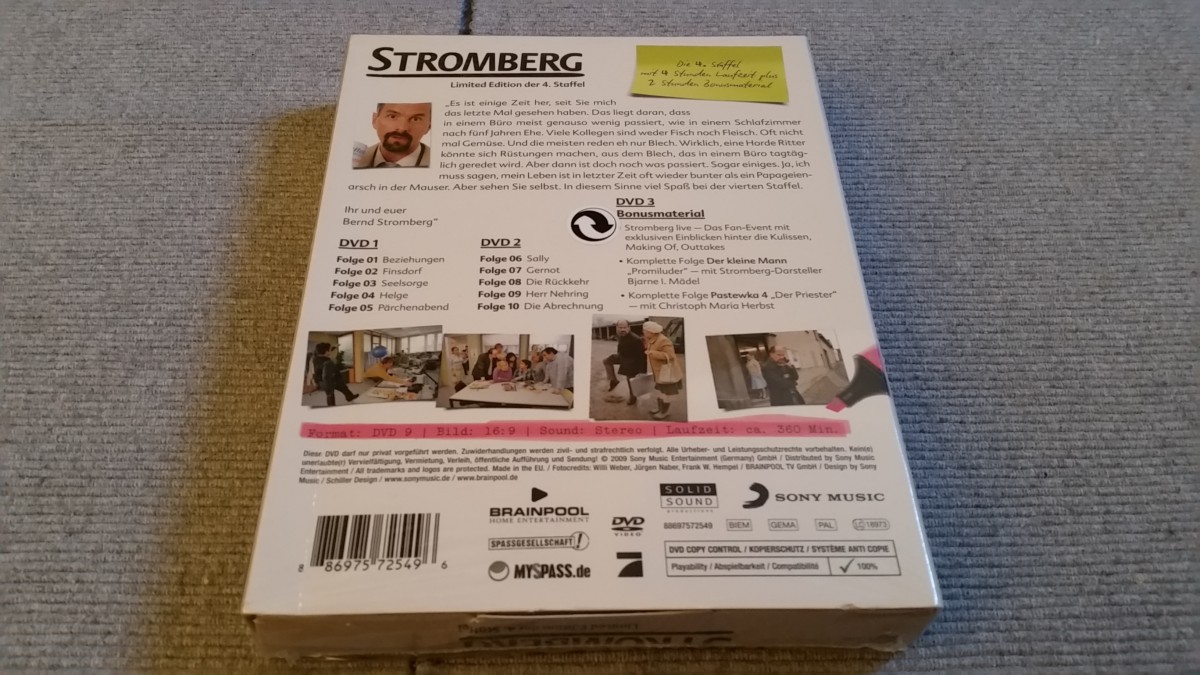 STROMBERG
Limited Edition der 4. Staffel
Die 4. Staffel
mit 4 Stunden Laufzeit plus
2 Stunden Bonusmaterial
„Es ist einige Zeit her, seit Sie mich
das letzte Mal gesehen haben. Das liegt daran, dass
in einem Büro meist genauso wenig passiert, wie in einem Schlafzimmer
nach fünf Jahren Ehe. Viele Kollegen sind weder Fisch noch Fleisch. Oft nicht
mal Gemüse. Und die meisten reden eh nur Blech. Wirklich, eine Horde Ritter
könnte sich Rüstungen machen, aus dem Blech, das in einem Büro tagtäg-
lich geredet wird. Aber dann ist doch noch was passiert. Sogar einiges. Ja, ich
muss sagen, mein Leben ist in letzter Zeit oft wieder bunter als ein Papageien-
arsch in der Mauser. Aber sehen Sie selbst. In diesem Sinne viel Spaß bei der vierten Staffel.
Ihr und euer
Bernd Stromberg"
DVD 1
Folge 01 Beziehungen
Folge 02 Finsdorf
Folge 03 Seelsorge
Folge 04 Helge
Folge 05 Pärchenabend
DVD 2
Folge 06 Sally
Folge 07 Gernot
Folge 08 Die Rückkehr
Folge 09 Herr Nehring
Folge 10 Die Abrechnung
DVD 3
Bonusmaterial
Stromberg live — Das Fan-Event mit
exklusiven Einblicken hinter die Kulissen,
Making Of, Outtakes
• Komplette Folge Der kleine Mann
„Promiluder" — mit Stromberg-Darsteller
Bjarne I. Mädel
• Komplette Folge Pastewka 4 „Der Priester"
— mit Christoph Maria Herbst
Format: DVD 9 | Bild: 16:9 | Sound: Stereo | Laufzeit: ca. 360 Min.
Diese DVD darf nur privat vorgeführt werden. Zuwiderhandlungen werden zivil- und strafrechtlich verfolgt. Alle Urheber- und Leistungsschutzrechte vorbehalten. Kein(e)
unerlaubte(r) Vervielfältigung, Vermietung, Verleih, öffentliche Aufführung und Sendung! © 2009 Sony Music Entertainment (Germany) GmbH / Distributed by Sony Music
Entertainment / All trademarks and logos are protected. Made in the EU. / Fotocredits: Willi Weber, Jürgen Naber, Frank W. Hempel / BRAINPOOL TV GmbH / Design by Sony
Music / Schiller Design / www.sonymusic.de / www.brainpool.de
BRAINPOOL
HOME ENTERTAINMENT
SPASSGESELLSCHAFT!
MYSPASS.de
DVD
VIDEO
SOLID
SOUND
productions
SONY MUSIC
88697572549 BIEM GEMA PAL LC 18973
DVD COPY CONTROL / KOPIERSCHUTZ / SYSTÈME ANTI COPIE
Playability / Abspielbarkeit / Compatibilité 100%
8 86975 72549 6